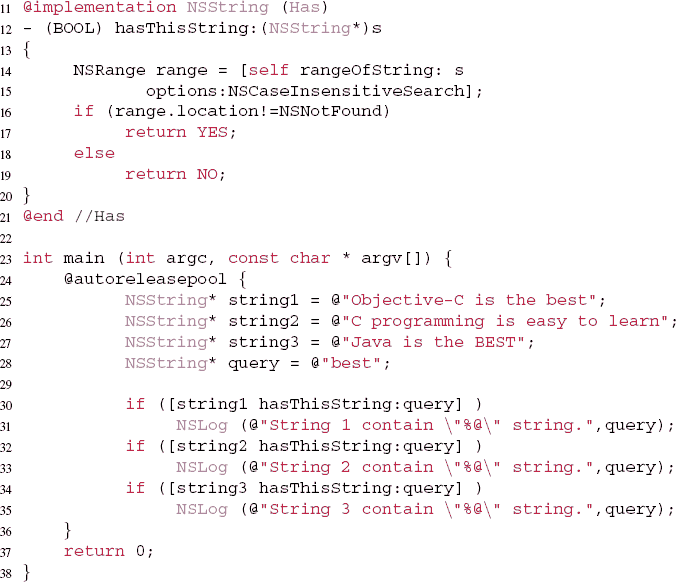 11 @implementation NSString (Has)
12 - (BOOL) hasThisString:(NSString*)s
13 {
14 NSRange range = [self rangeOfString: s
15 options:NSCaseInsensitiveSearch];
16 if (range.location!=NSNotFound)
17 return YES;
18 else
19 return NO;
20 }
21 @end //Has
22
23 int main (int argc, const char * argv[]) {
24 @autoreleasepool {
25 NSString* string1 = @"Objective-C is the best";
26 NSString* string2 = @"C programming is easy to learn";
27 NSString* string3 = @"Java is the BEST";
28 NSString* query = @"best";
29
30 if ([string1 hasThisString:query] )
31 NSLog (@"String 1 contain \"%@\" string.",query);
32 if ([string2 hasThisString:query] )
33 NSLog (@"String 2 contain \"%@\" string.",query);
34 if ([string3 hasThisString:query] )
35 NSLog (@"String 3 contain \"%@\" string.",query);
36 }
37 return 0;
38 }